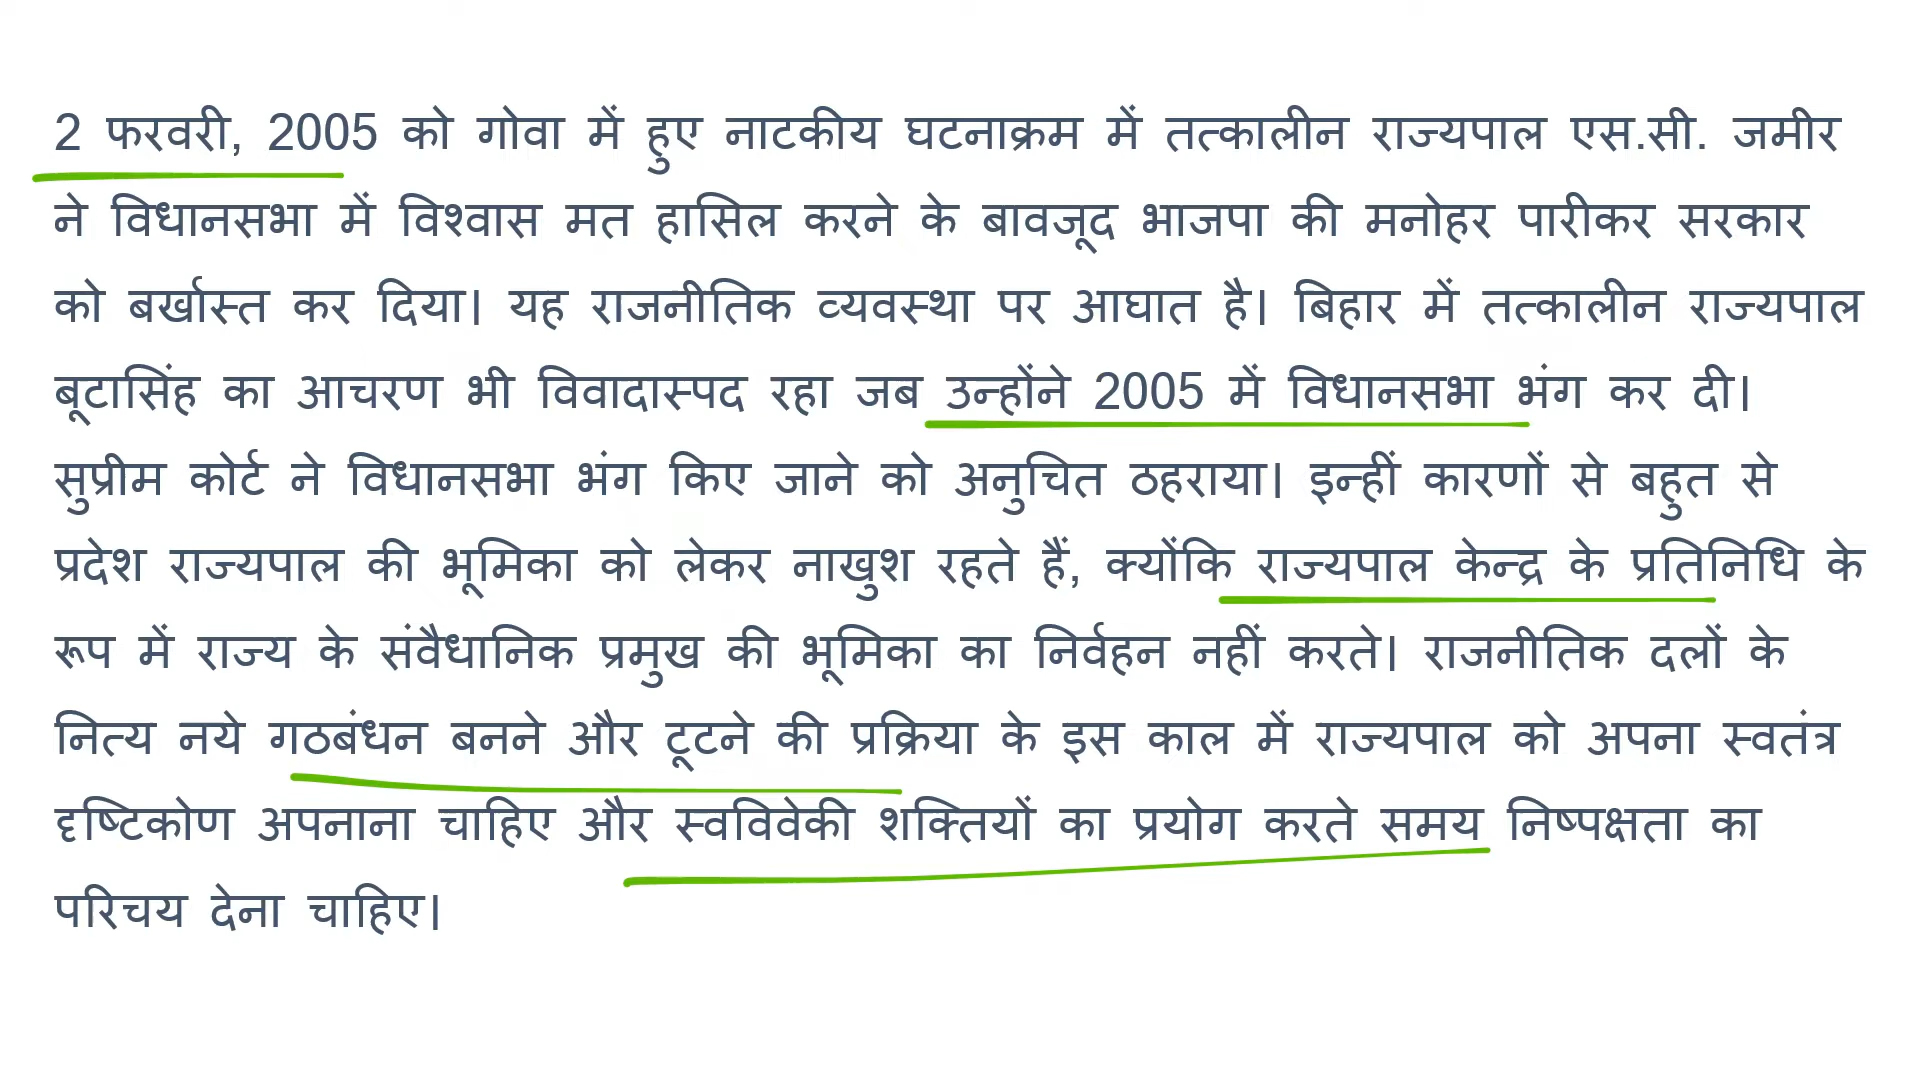 2 फरवरी, 2005 को गोवा में हुए नाटकीय घटनाक्रम में तत्कालीन राज्यपाल एस.सी. जमीर
ने विधानसभा में विश्वास मत हासिल करने के बावजूद भाजपा की मनोहर पारीकर सरकार
को बर्खास्त कर दिया। यह राजनीतिक व्यवस्था पर आघात है। बिहार में तत्कालीन राज्यपाल
बूटासिंह का आचरण भी विवादास्पद रहा जब उन्होंने 2005 में विधानसभा भंग कर दी।
सुप्रीम कोर्ट ने विधानसभा भंग किए जाने को अनुचित ठहराया। इन्हीं कारणों से बहुत से
प्रदेश राज्यपाल की भूमिका को लेकर नाखुश रहते हैं, क्योंकि राज्यपाल केन्द्र के प्रतिनिधि के
रूप में राज्य के संवैधानिक प्रमुख की भूमिका का निर्वहन नहीं करते। राजनीतिक दलों के
नित्य नये गठबंधन बनने और टूटने की प्रक्रिया के इस काल में राज्यपाल को अपना स्वतंत्र
दृष्टिकोण अपनाना चाहिए और स्वविवेकी शक्तियों का प्रयोग करते समय निष्पक्षता का
परिचय देना चाहिए।